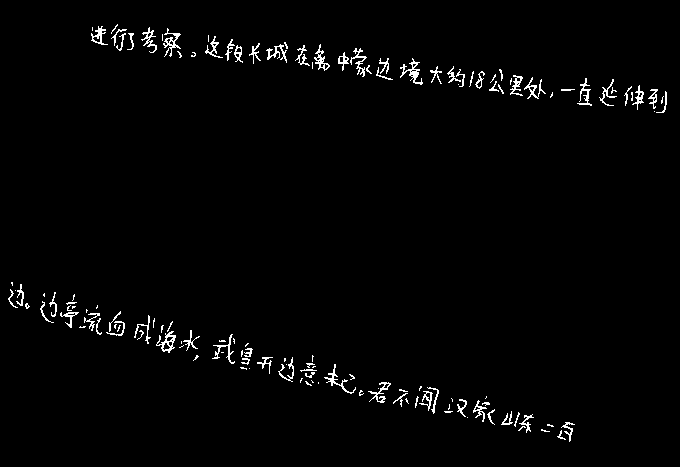 进行考察。这段长城在离中蒙边境大约18公里处,一直延伸到
边。边亭流血成海水,武皇开边意未已。君不闻汉家山东二百